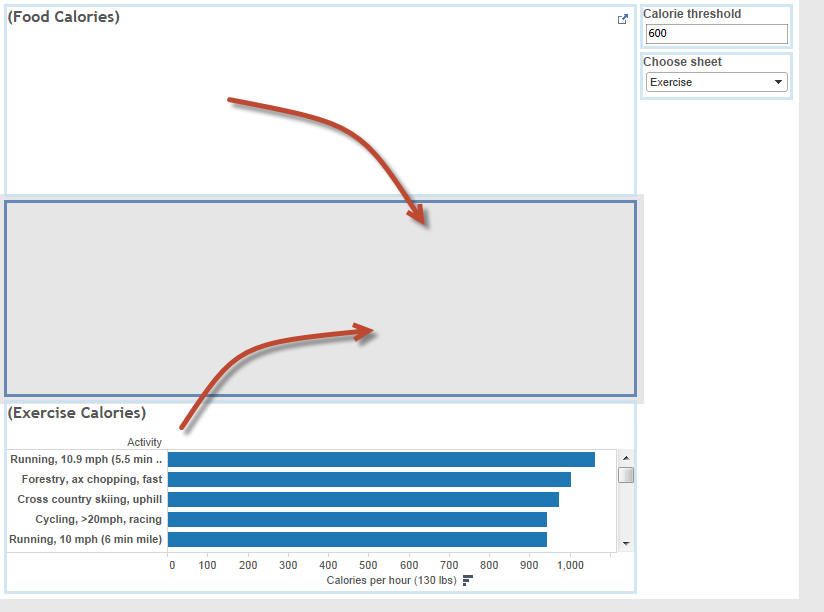 (Food Calories)
Calorie threshold
600
Choose sheet
Exercise
(Exercise Calories)
Activity
Running, 10.9 mph (5.5 min ..
Forestry, ax chopping, fast
Cross country skiing, uphill
Cycling, >20mph, racing
Running, 10 mph (6 min mile)
0 100 200 300 400 500 600 700 800 900 1,000
Calories per hour (130 lbs)